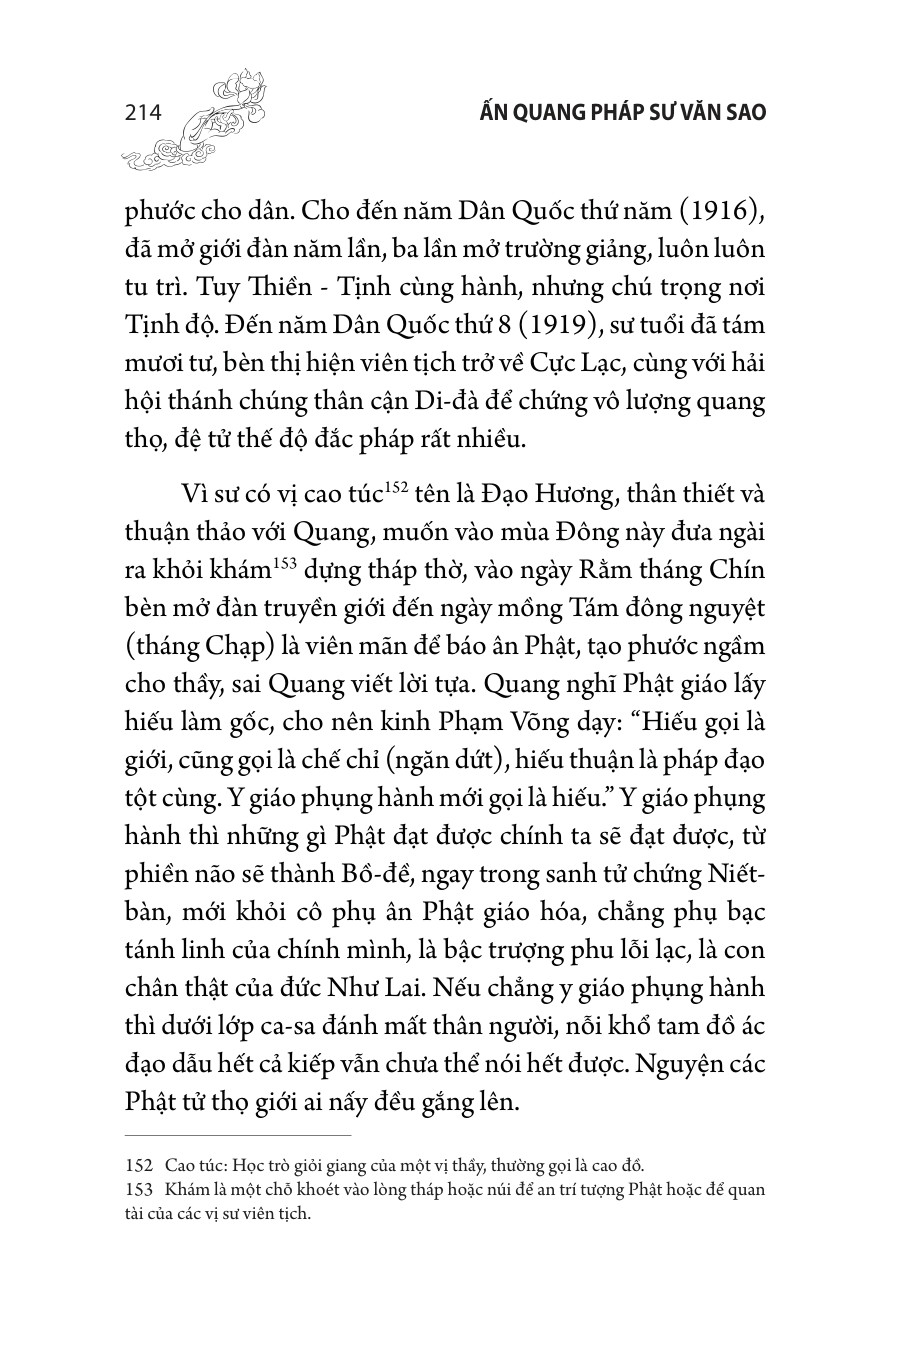 214
ẤN QUANG PHÁP SƯ VĂN SAO
phước cho dân. Cho đến năm Dân Quốc thứ năm (1916),
đã mở giới đàn năm lần, ba lần mở trường giảng, luôn luôn
tu trì. Tuy Thiền - Tịnh cùng hành, nhưng chú trọng nơi
Tịnh độ. Đến năm Dân Quốc thứ 8 (1919), sư tuổi đã tám
mươi tư, bèn thị hiện viên tịch trở về Cực Lạc, cùng với hải
hội thánh chúng thân cận Di-đà để chứng vô lượng quang
thọ, đệ tử thế độ đắc pháp rất nhiều.
Vì sư có vị cao túc152 tên là Đạo Hương, thân thiết và
thuận thảo với Quang, muốn vào mùa Đông này đưa ngài
ra khỏi khám153 dựng tháp thờ, vào ngày Rằm tháng Chín
bèn mở đàn truyền giới đến ngày mồng Tám đông nguyệt
(tháng Chạp) là viên mãn để báo ân Phật, tạo phước ngầm
cho thầy, sai Quang viết lời tựa. Quang nghĩ Phật giáo lấy
hiếu làm gốc, cho nên kinh Phạm Võng dạy: “Hiếu gọi là
giới, cũng gọi là chế chỉ (ngăn dứt), hiếu thuận là pháp đạo
tột cùng. Y giáo phụng hành mới gọi là hiếu.” Y giáo phụng
hành thì những gì Phật đạt được chính ta sẽ đạt được, từ
phiền não sẽ thành Bồ-đề, ngay trong sanh tử chứng Niết-
bàn, mới khỏi cô phụ ân Phật giáo hóa, chẳng phụ bạc
tánh linh của chính mình, là bậc trượng phu lỗi lạc, là con
chân thật của đức Như Lai. Nếu chẳng y giáo phụng hành
thì dưới lớp ca-sa đánh mất thân người, nỗi khổ tam đồ ác
đạo dẫu hết cả kiếp vẫn chưa thể nói hết được. Nguyện các
Phật tử thọ giới ai nấy đều gắng lên.
152 Cao túc: Học trò giỏi giang của một vị thầy, thường gọi là cao đồ.
153 Khám là một chỗ khoét vào lòng tháp hoặc núi để an trí tượng Phật hoặc để quan
tài của các vị sư viên tịch.